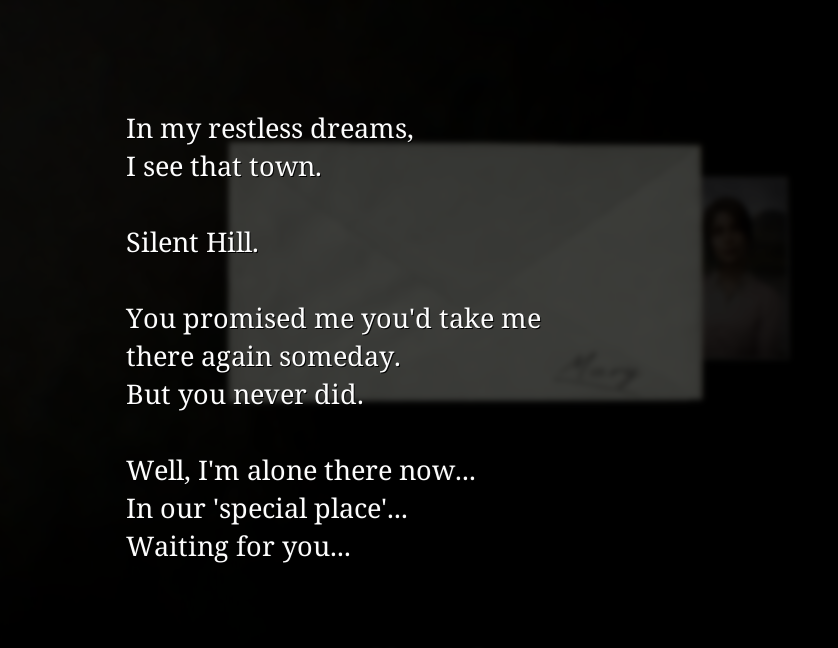 In my restless dreams,
I see that town.
Silent Hill.
You promised me you'd take me
there again someday.
But you never did.
Well, I'm alone there now...
In our 'special place'...
Waiting for you...
Mary